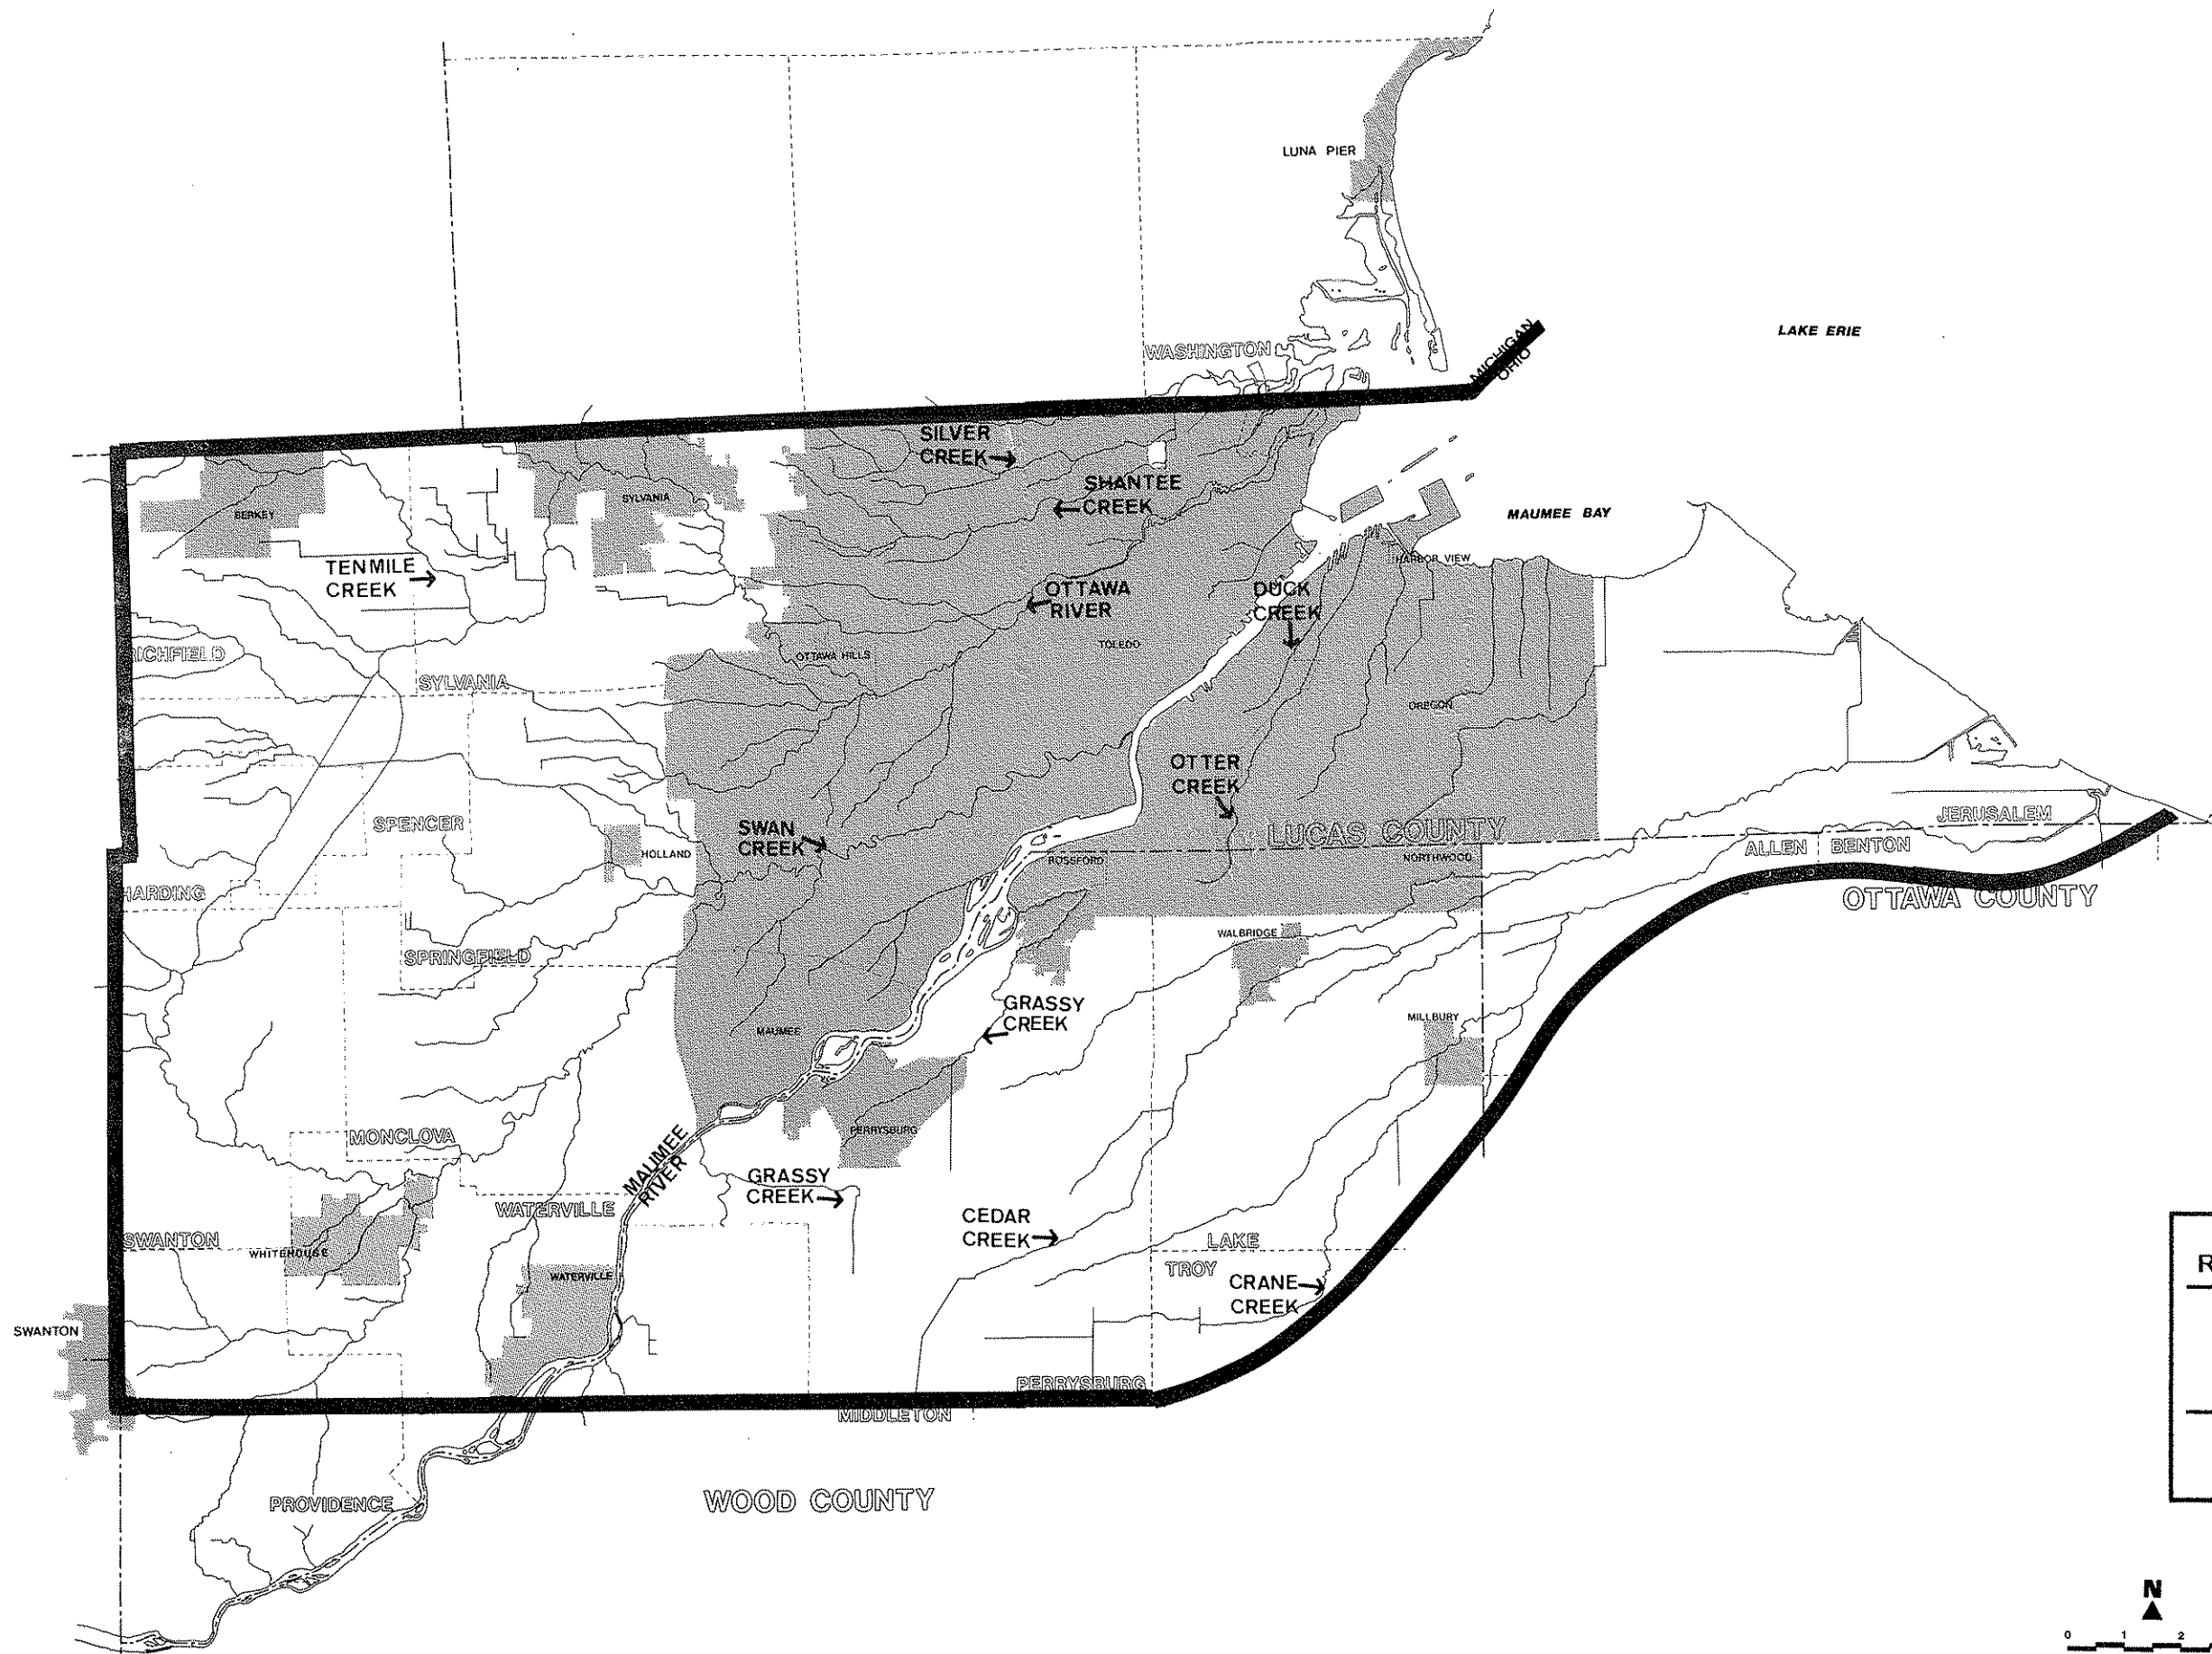 LUNA PIER
LAKE ERIE
MICHIGAN
OHIO
WASHINGTON
SILVER
CREEK
SHANTEE
CREEK
SYLVANIA
BERKEY
MAUMEE BAY
HARBOR VIEW
TENMILE
CREEK
OTTAWA
RIVER
DUCK
CREEK
TOLEDO
OTTAWA HILLS
RICHFIELD
SYLVANIA
OREGON
OTTER
CREEK
SPENCER
SWAN
CREEK
HOLLAND
LUCAS COUNTY
JERUSALEM
ROSSFORD
NORTHWOOD
ALLEN
BENTON
HARDING
OTTAWA COUNTY
WALBRIDGE
SPRINGFIELD
GRASSY
CREEK
MILLBURY
MAUMEE
PERRYSBURG
MONCLOVA
MAUMEE
RIVER
GRASSY
CREEK
WATERVILLE
CEDAR
CREEK
SWANTON
WHITEHOUSE
LAKE
TROY
WATERVILLE
CRANE
CREEK
R
SWANTON
PERRYSBURG
MIDDLETON
WOOD COUNTY
PROVIDENCE
N
0 1 2